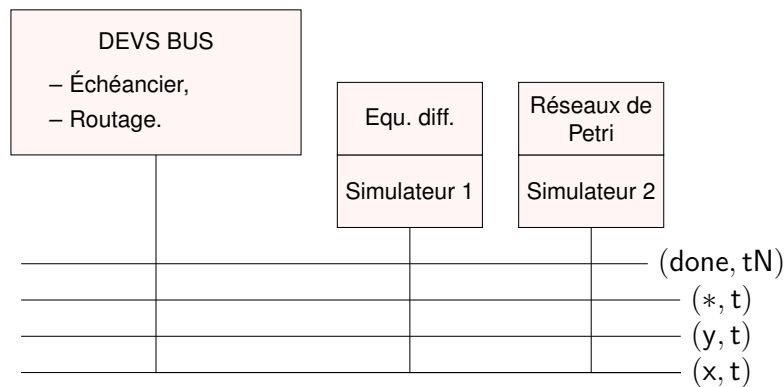 DEVS BUS
– Échéancier,
– Routage.
Equ. diff.
Simulateur 1
Réseaux de
Petri
Simulateur 2
(done, tN)
(∗, t)
(y, t)
(x, t)